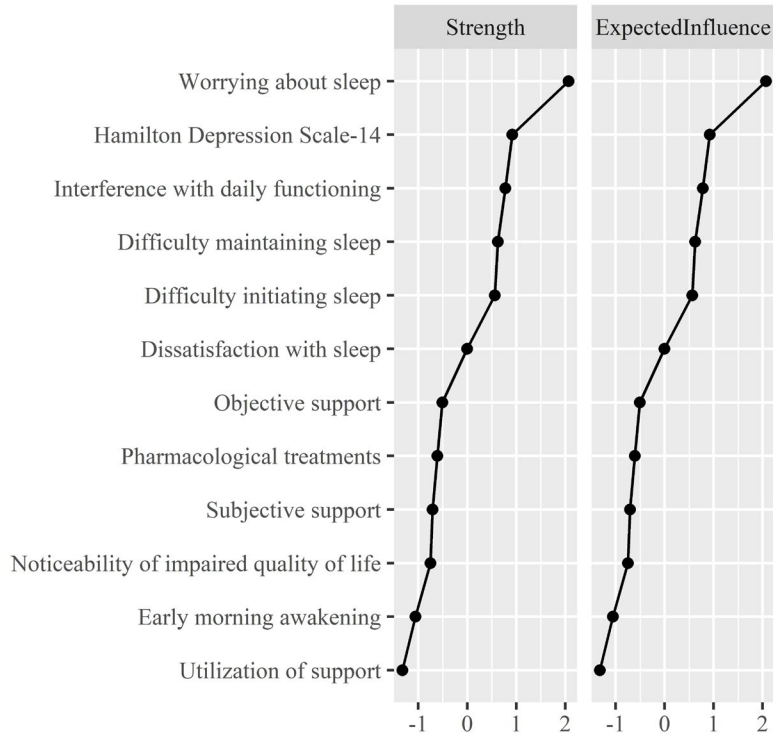 Strength ExpectedInfluence
Worrying about sleep
Hamilton Depression Scale-14
Interference with daily functioning
Difficulty maintaining sleep
Difficulty initiating sleep
Dissatisfaction with sleep
Objective support
Pharmacological treatments
Subjective support
Noticeability of impaired quality of life
Early morning awakening
Utilization of support
-1 0 1 2 -1 0 1 2